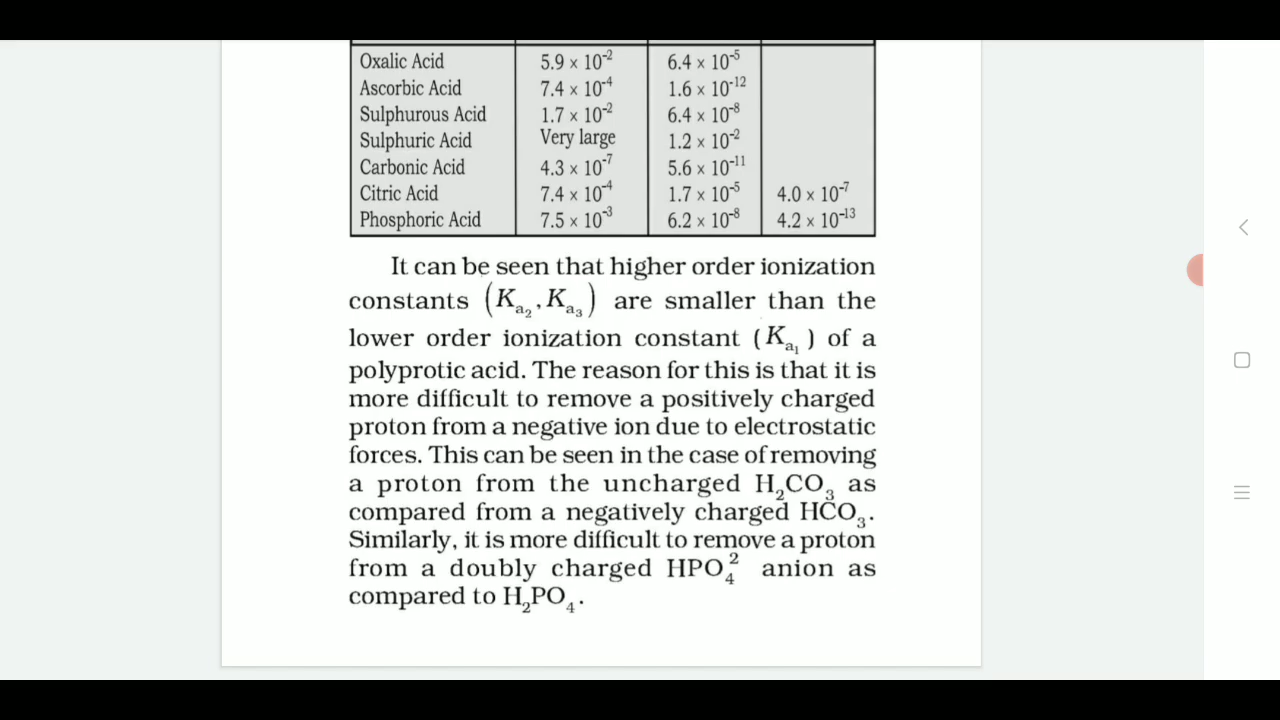 Oxalic Acid 5.9 × 10⁻² 6.4 × 10⁻⁵
Ascorbic Acid 7.4 × 10⁻⁴ 1.6 × 10⁻¹²
Sulphurous Acid 1.7 × 10⁻² 6.4 × 10⁻⁸
Sulphuric Acid Very large 1.2 × 10⁻²
Carbonic Acid 4.3 × 10⁻⁷ 5.6 × 10⁻¹¹
Citric Acid 7.4 × 10⁻⁴ 1.7 × 10⁻⁵ 4.0 × 10⁻⁷
Phosphoric Acid 7.5 × 10⁻³ 6.2 × 10⁻⁸ 4.2 × 10⁻¹³
It can be seen that higher order ionization
constants (Kₐ₂, Kₐ₃) are smaller than the
lower order ionization constant (Kₐ₁) of a
polyprotic acid. The reason for this is that it is
more difficult to remove a positively charged
proton from a negative ion due to electrostatic
forces. This can be seen in the case of removing
a proton from the uncharged H₂CO₃ as
compared from a negatively charged HCO₃.
Similarly, it is more difficult to remove a proton
from a doubly charged HPO₄² anion as
compared to H₂PO₄.